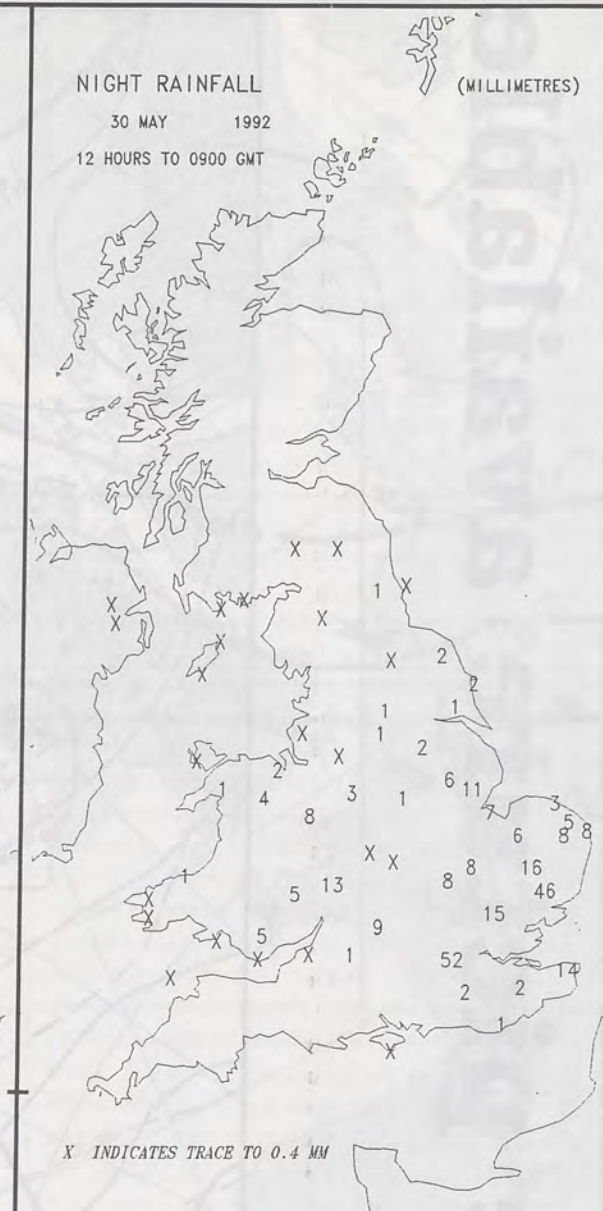 NIGHT RAINFALL (MILLIMETRES)
30 MAY 1992
12 HOURS TO 0900 GMT
X X
1 X
X X
X X
X
X
X 2
X
2
1 1
X 1
X 2
X 2
1 4 3 1 6 11
8 7 3
5
6 8 8
X X
1 8 16
X 5 13 8 46
X 15
X 5 9
X X 1 52 14
X 2 2
1
X
X INDICATES TRACE TO 0.4 MM